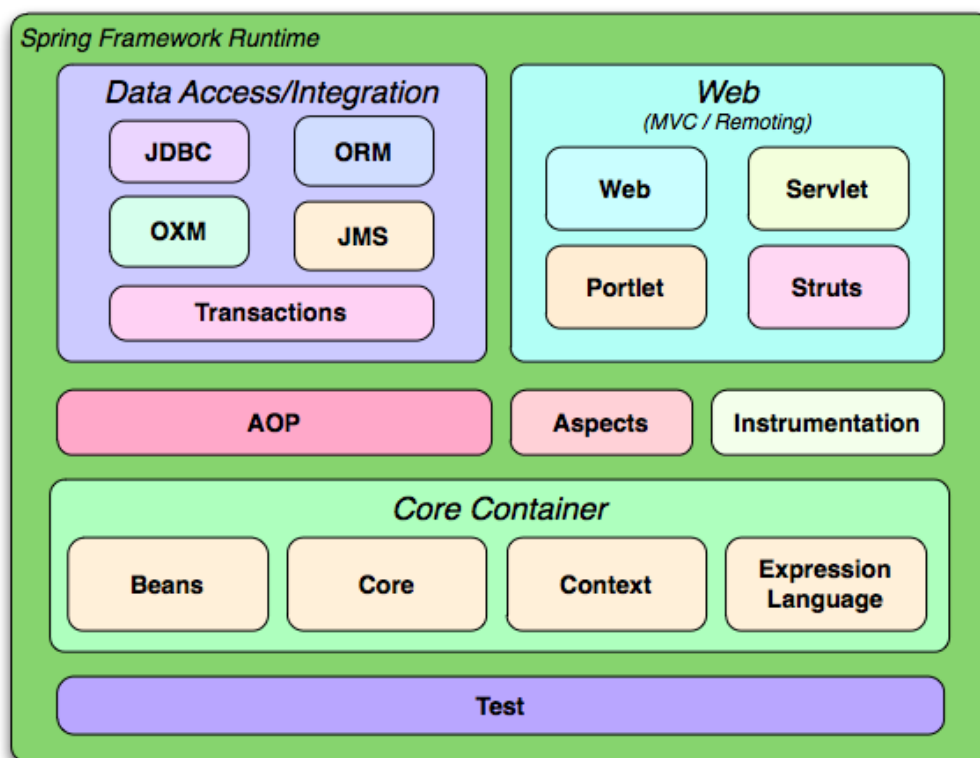 Spring Framework Runtime
Data Access/Integration
JDBC
ORM
OXM
JMS
Transactions
Web
(MVC / Remoting)
Web
Servlet
Portlet
Struts
AOP
Aspects
Instrumentation
Core Container
Beans
Core
Context
Expression
Language
Test